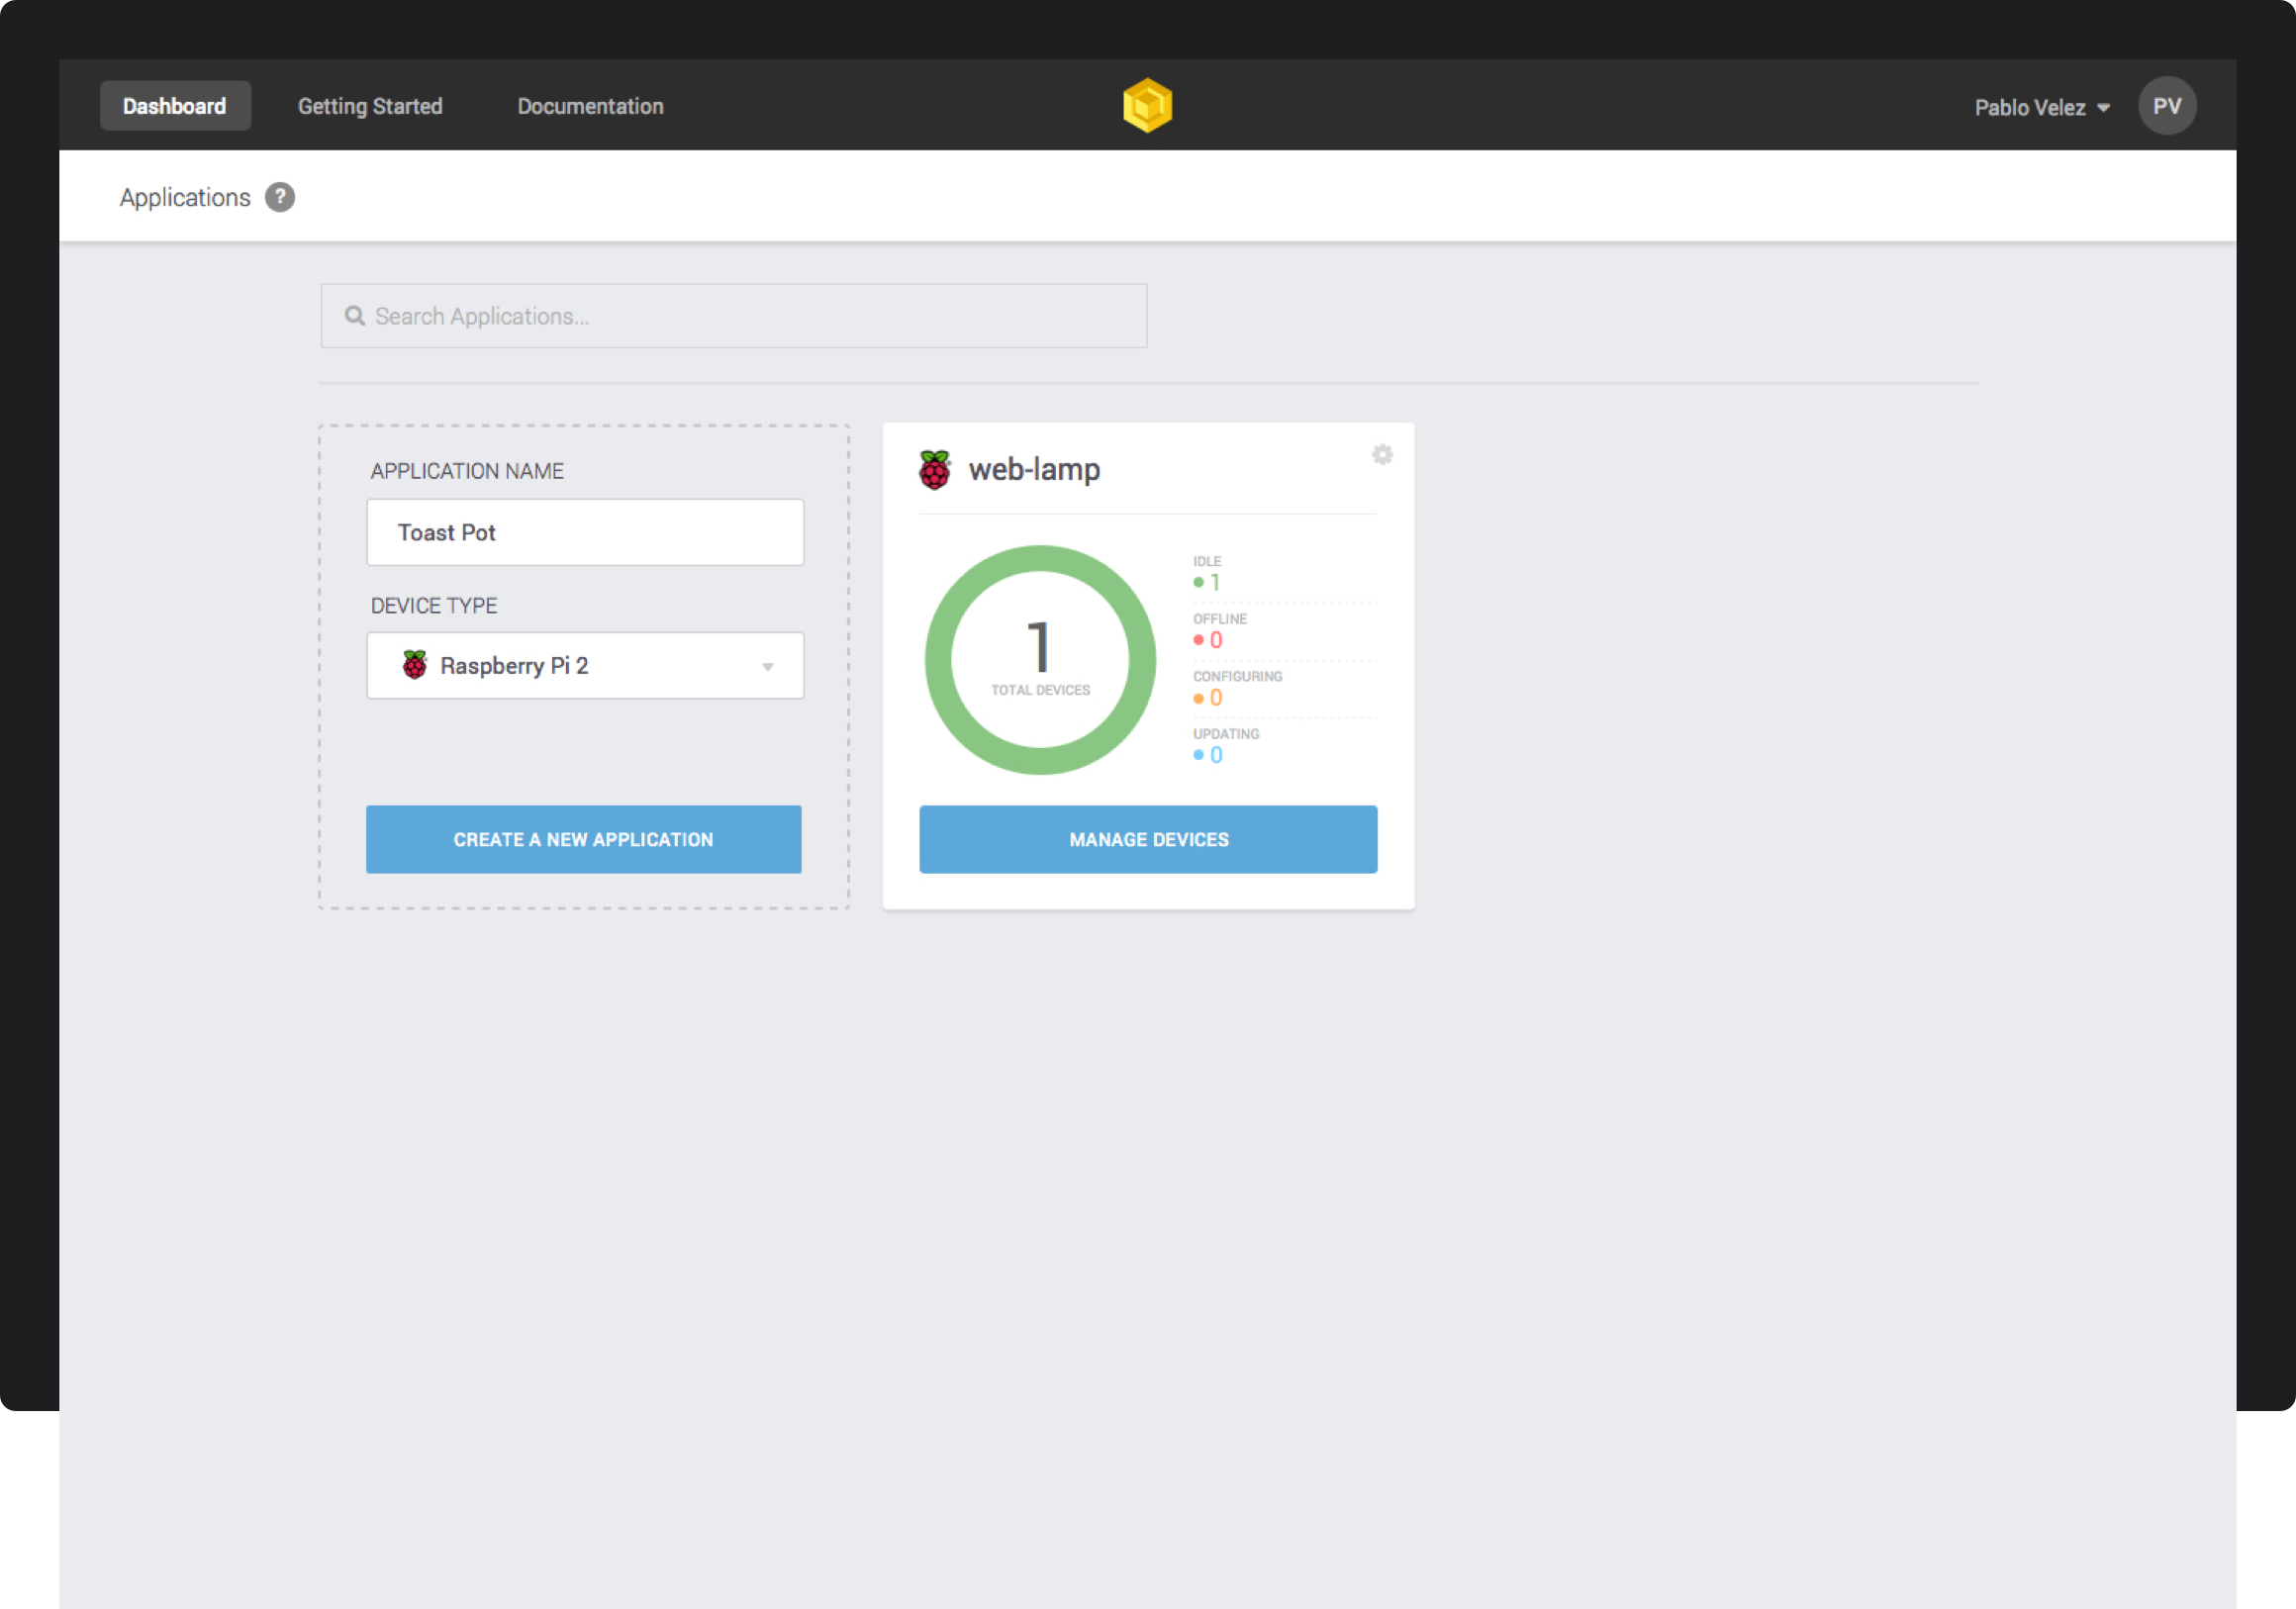 Dashboard
Getting Started
Documentation
Pablo Velez
PV
Applications ?
Search Applications...
APPLICATION NAME
Toast Pot
DEVICE TYPE
Raspberry Pi 2
CREATE A NEW APPLICATION
web-lamp
1
TOTAL DEVICES
IDLE
1
OFFLINE
0
CONFIGURING
0
UPDATING
0
MANAGE DEVICES